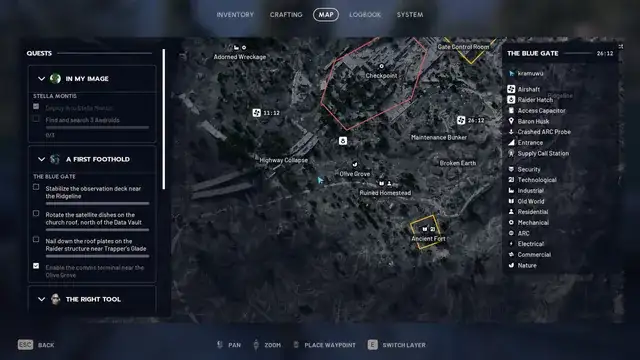 INVENTORY
CRAFTING
MAP
LOGBOOK
SYSTEM
QUESTS
IN MY IMAGE
STELLA MONTIS
Find and search 3 Androids
0/3
A FIRST FOOTHOLD
THE BLUE GATE
Stabilize the observation deck near
the Ridgeline
Rotate the satellite dishes on the
church roof, north of the Data Vault
Nail down the roof plates on the
Raider structure near Trapper's Glade
Enable the comms terminal near the
Olive Grove
THE RIGHT TOOL
Adorned Wreckage
Gate Control Room
Checkpoint
11:12
26:12
Maintenance Bunker
Highway Collapse
Broken Earth
Olive Grove
Ruined Homestead
Ancient Fort
THE BLUE GATE
26:12
kramuwu
Ridgeline
Airshaft
Raider Hatch
Access Capacitor
Baron Husk
Crashed ARC Probe
Entrance
Supply Call Station
Security
Technological
Industrial
Old World
Residential
Mechanical
ARC
Electrical
Commercial
Nature
ESC BACK
PAN
ZOOM
PLACE WAYPOINT
E SWITCH LAYER